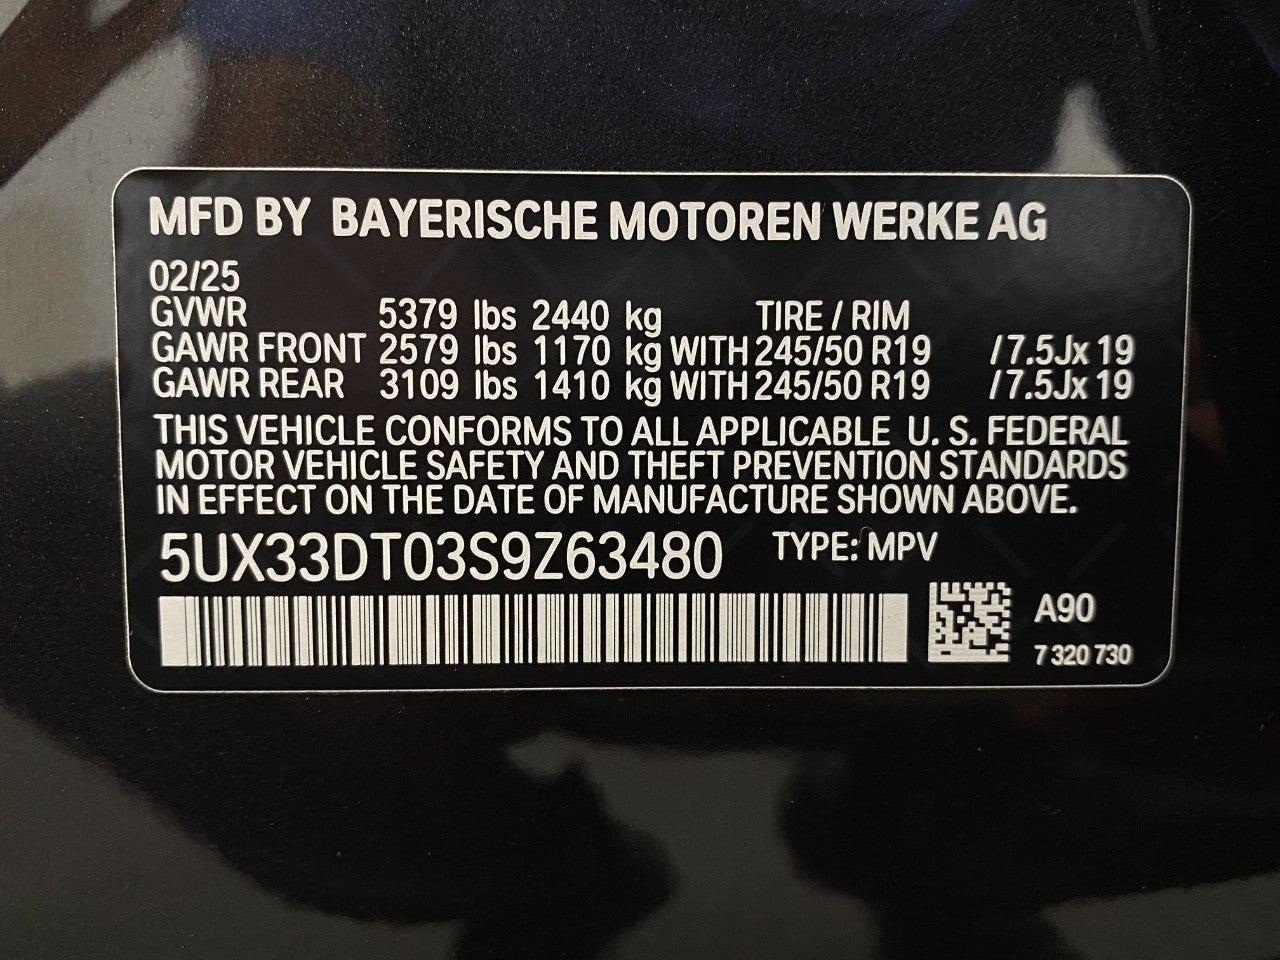 MFD BY BAYERISCHE MOTOREN WERKE AG
02/25
GVWR 5379 lbs 2440 kg TIRE / RIM
GAWR FRONT 2579 lbs 1170 kg WITH 245/50 R19 /7.5Jx 19
GAWR REAR 3109 lbs 1410 kg WITH 245/50 R19 /7.5Jx 19
THIS VEHICLE CONFORMS TO ALL APPLICABLE U. S. FEDERAL
MOTOR VEHICLE SAFETY AND THEFT PREVENTION STANDARDS
IN EFFECT ON THE DATE OF MANUFACTURE SHOWN ABOVE.
5UX33DT03S9Z63480 TYPE: MPV
A90
7 320 730